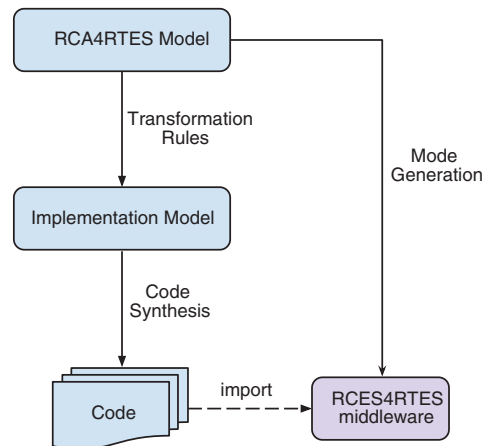 RCA4RTES Model
Transformation
Rules
Mode
Generation
Implementation Model
Code
Synthesis
Code
import
RCES4RTES
middleware